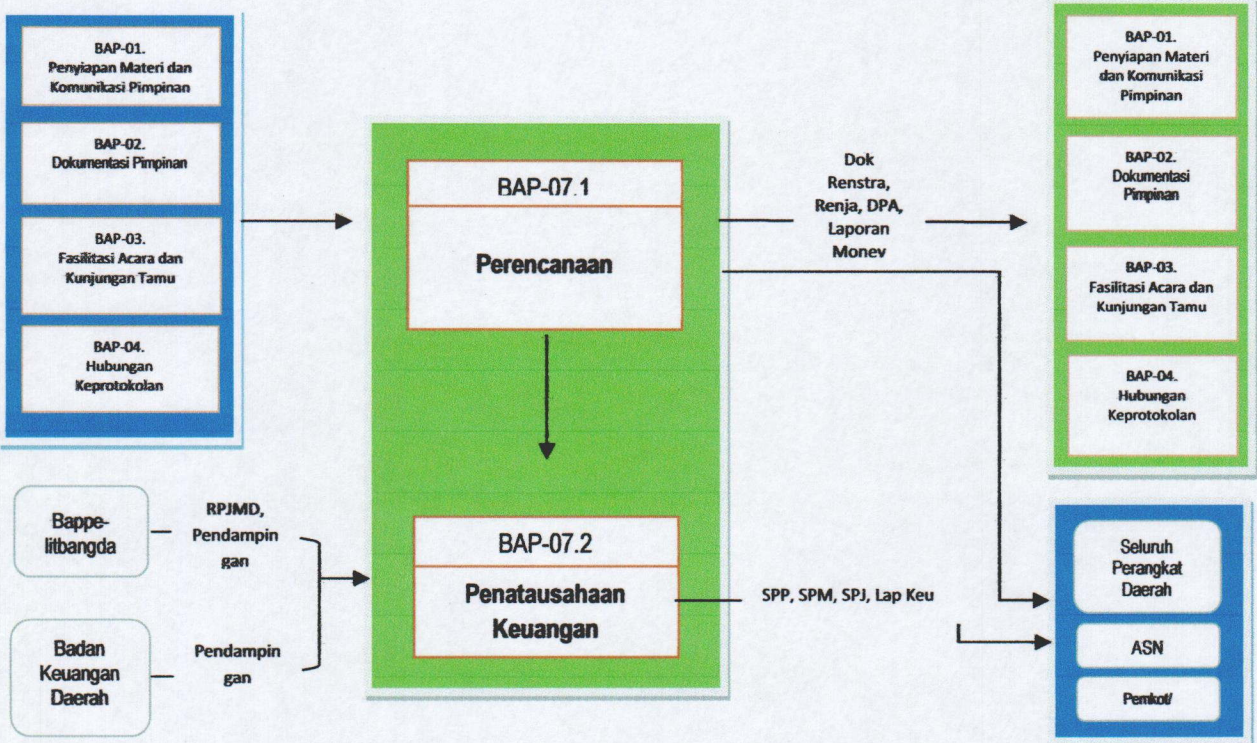 BAP-01.
Penyiapan Materi dan
Komunikasi Pimpinan
BAP-02.
Dokumentasi Pimpinan
BAP-03.
Fasilitasi Acara dan
Kunjungan Tamu
BAP-04.
Hubungan
Keprotokolan
Bappe-
litbangda
RPJMD,
Pendampin
gan
Badan
Keuangan
Daerah
Pendampin
gan
BAP-07.1
Perencanaan
BAP-07.2
Penatausahaan
Keuangan
Dok
Renstra,
Renja, DPA,
Laporan
Monev
SPP, SPM, SPJ, Lap Keu
BAP-01.
Penyiapan Materi
dan Komunikasi
Pimpinan
BAP-02.
Dokumentasi
Pimpinan
BAP-03.
Fasilitasi Acara dan
Kunjungan Tamu
BAP-04.
Hubungan
Keprotokolan
Seluruh
Perangkat
Daerah
ASN
Pemkot/